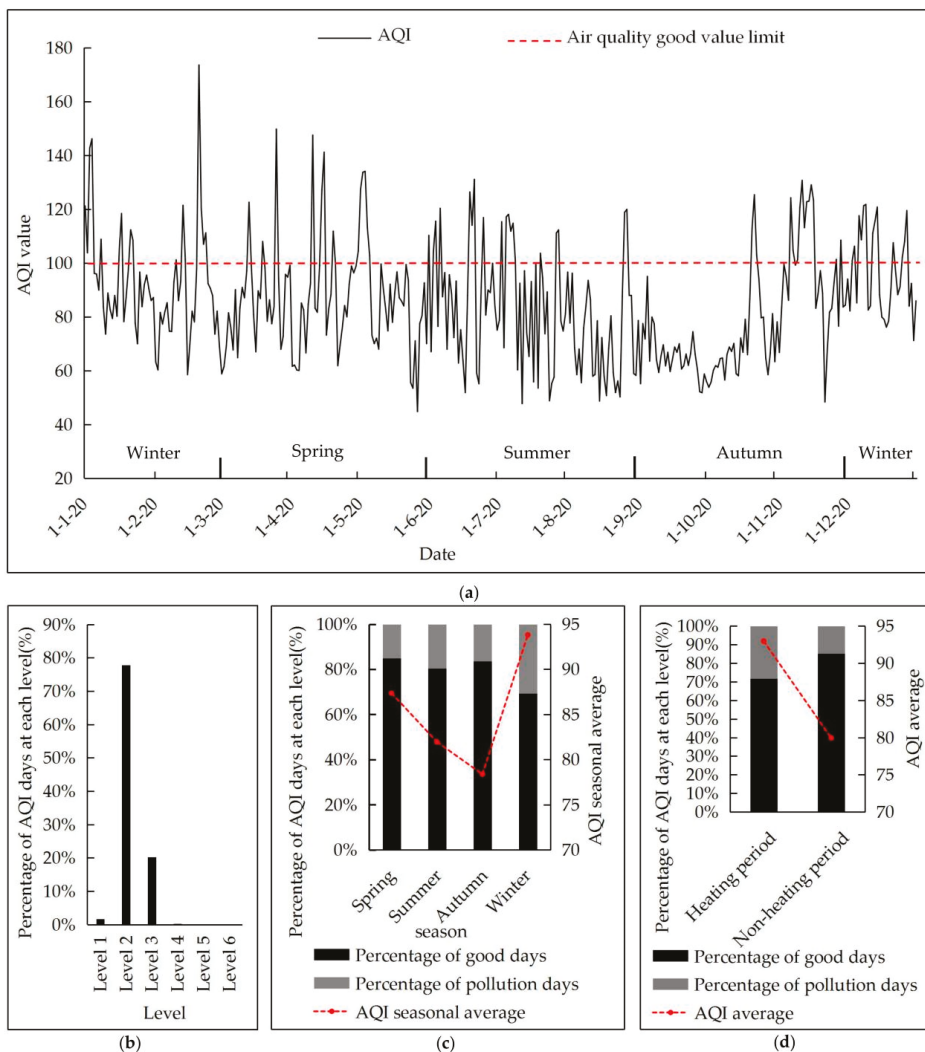 AQI
Air quality good value limit
180
160
140
120
100
80
60
40
20
AQI value
Winter
Spring
Summer
Autumn
Winter
1-1-20
1-2-20
1-3-20
1-4-20
1-5-20
1-6-20
1-7-20
1-8-20
1-9-20
1-10-20
1-11-20
1-12-20
Date
(a)
Percentage of AQI days at each level(%)
90%
80%
70%
60%
50%
40%
30%
20%
10%
0%
Level 1
Level 2
Level 3
Level 4
Level 5
Level 6
Level
(b)
Percentage of AQI days at each level(%)
100%
80%
60%
40%
20%
0%
95
90
85
80
75
70
AQI seasonal average
Spring
Summer
Autumn
Winter
season
Percentage of good days
Percentage of pollution days
AQI seasonal average
(c)
Percentage of AQI days at each level(%)
100%
90%
80%
70%
60%
50%
40%
30%
20%
10%
0%
95
90
85
80
75
70
AQI average
Heating period
Non-heating period
Percentage of good days
Percentage of pollution days
AQI average
(d)